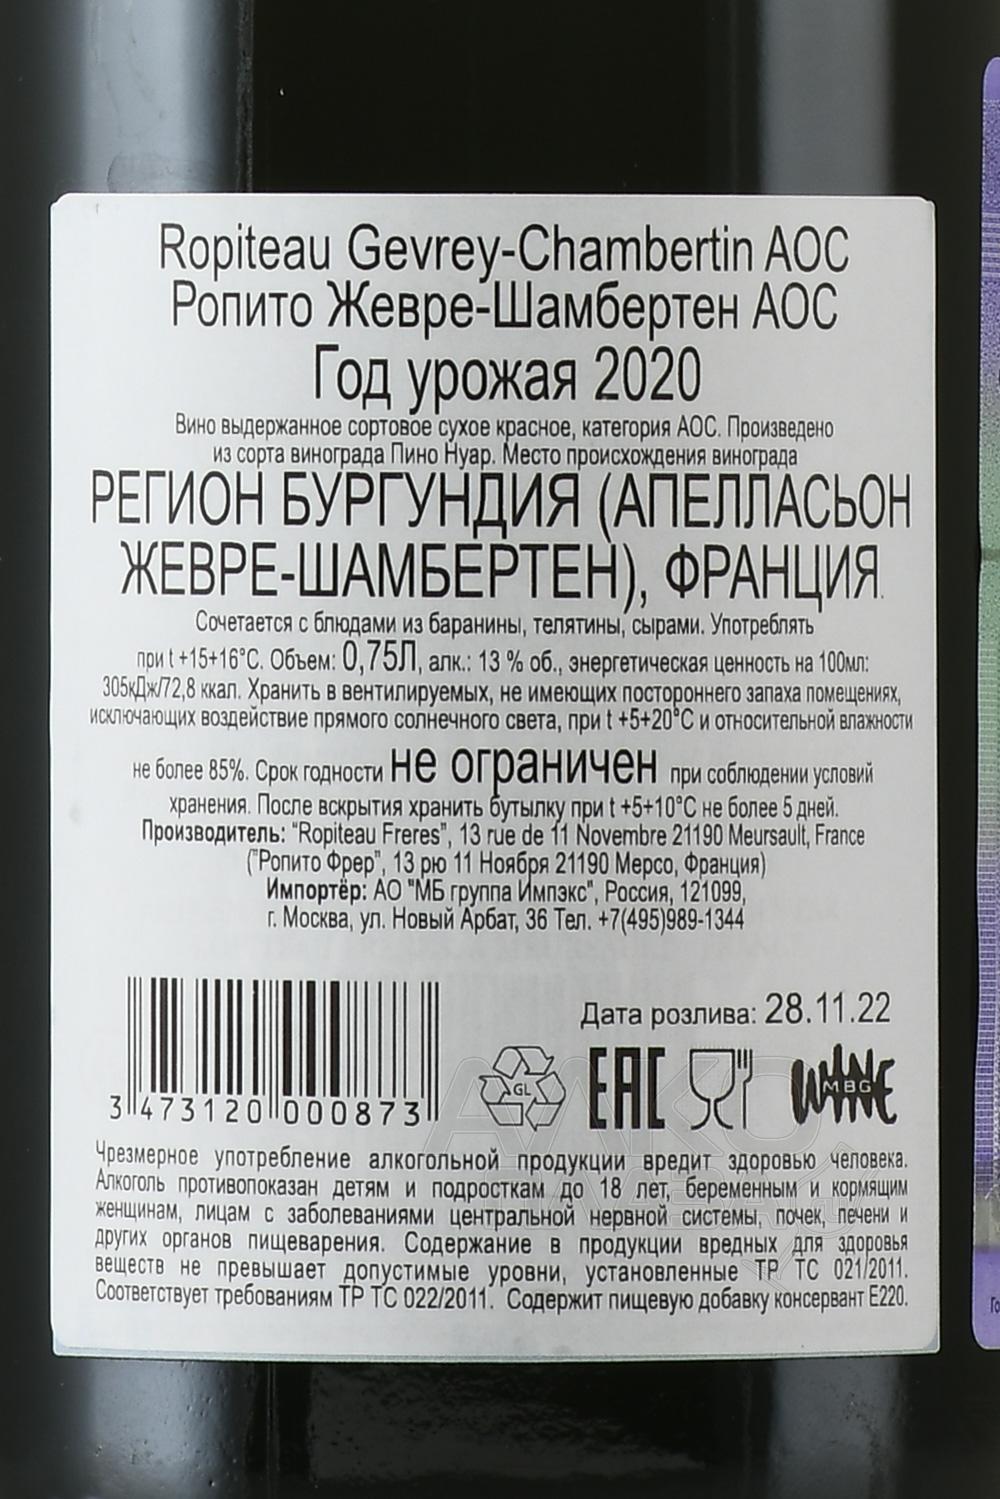 Ropiteau Gevrey-Chambertin AOC
Ропито Жевре-Шамбертен АОС
Год урожая 2020
Вино выдержанное сортовое сухое красное, категория АОС. Произведено
из сорта винограда Пино Нуар. Место происхождения винограда
РЕГИОН БУРГУНДИЯ (АПЕЛЛАСЬОН
ЖЕВРЕ-ШАМБЕРТЕН), ФРАНЦИЯ.
Сочетается с блюдами из баранины, телятины, сырами. Употреблять
при t +15+16°С. Объем: 0,75Л, алк.: 13 % об., энергетическая ценность на 100мл:
305кДж/72,8 ккал. Хранить в вентилируемых, не имеющих постороннего запаха помещениях,
исключающих воздействие прямого солнечного света, при t +5+20°С и относительной влажности
не более 85%. Срок годности не ограничен при соблюдении условий
хранения. После вскрытия хранить бутылку при t +5+10°С не более 5 дней.
Производитель: "Ropiteau Freres", 13 rue de 11 Novembre 21190 Meursault, France
("Ропито Фрер", 13 рю 11 Ноября 21190 Мерсо, Франция)
Импортёр: АО "МБ группа Импэкс", Россия, 121099,
г. Москва, ул. Новый Арбат, 36 Тел. +7(495)989-1344
Дата розлива: 28.11.22
3 473120 000873
GL
EAC
WINE
MBG
Чрезмерное употребление алкогольной продукции вредит здоровью человека.
Алкоголь противопоказан детям и подросткам до 18 лет, беременным и кормящим
женщинам, лицам с заболеваниями центральной нервной системы, почек, печени и
других органов пищеварения. Содержание в продукции вредных для здоровья
веществ не превышает допустимые уровни, установленные ТР ТС 021/2011.
Соответствует требованиям ТР ТС 022/2011. Содержит пищевую добавку консервант Е220.